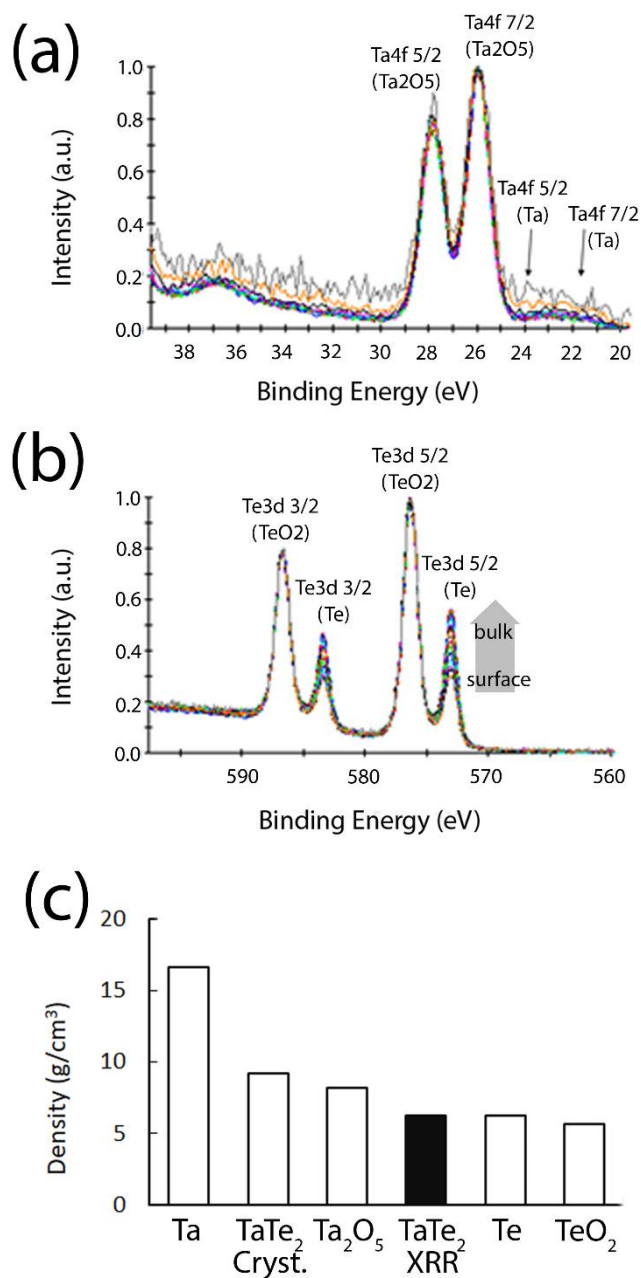 (a)
Ta4f 5/2
(Ta2O5)
Ta4f 7/2
(Ta2O5)
Ta4f 5/2
(Ta)
Ta4f 7/2
(Ta)
1.0
0.8
0.6
0.4
0.2
0.0
Intensity (a.u.)
38 36 34 32 30 28 26 24 22 20
Binding Energy (eV)
(b)
Te3d 3/2
(TeO2)
Te3d 3/2
(Te)
Te3d 5/2
(TeO2)
Te3d 5/2
(Te)
bulk
surface
1.0
0.8
0.6
0.4
0.2
0.0
Intensity (a.u.)
590 580 570 560
Binding Energy (eV)
(c)
20
15
10
5
0
Density (g/cm³)
Ta
TaTe₂
Cryst.
Ta₂O₅
TaTe₂
XRR
Te
TeO₂